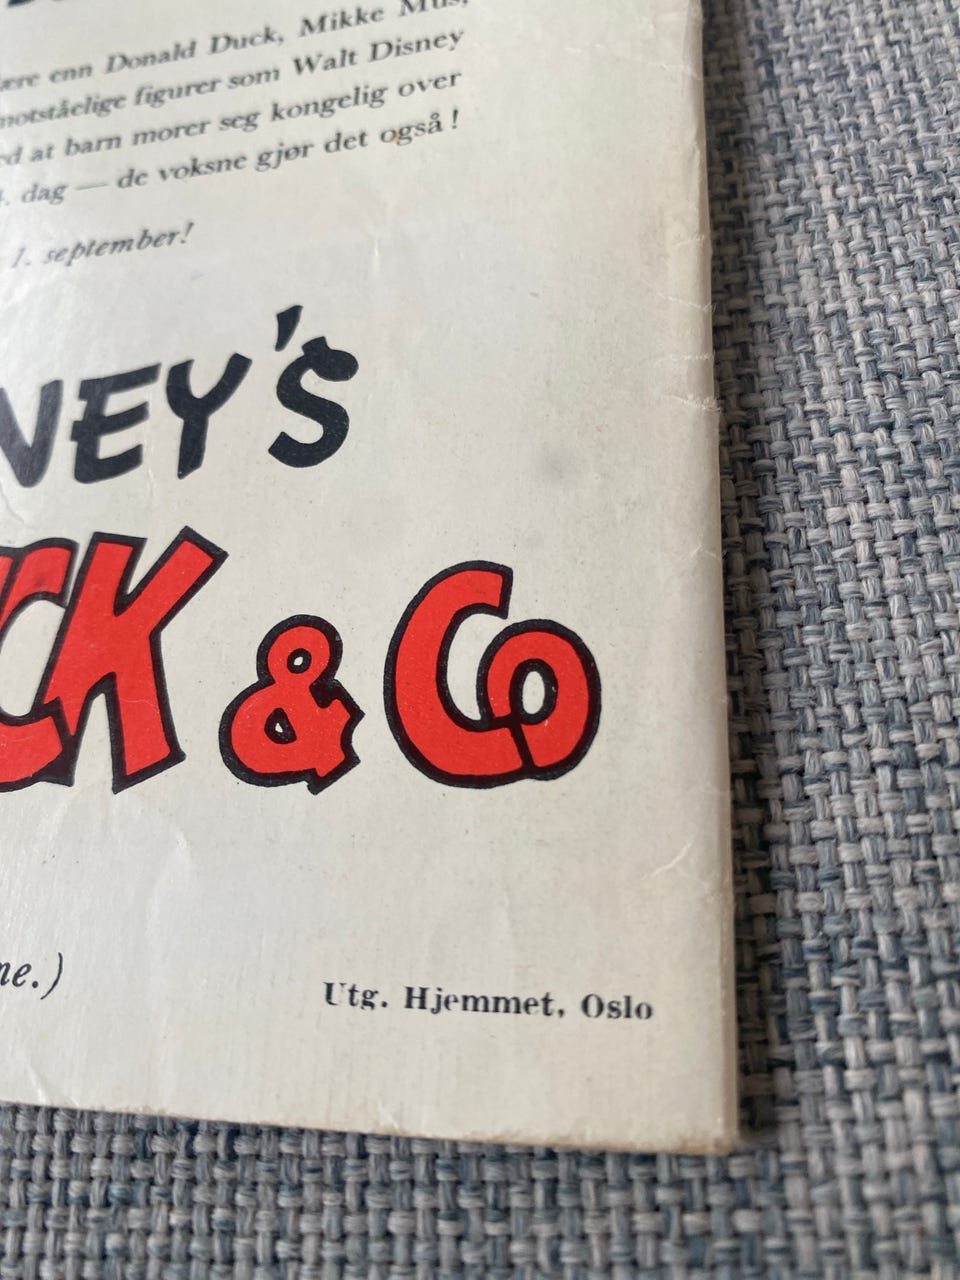 ere enn Donald Duck, Mikke Mus,
motståelige figurer som Walt Disney
ed at barn morer seg kongelig over
. dag — de voksne gjør det også!
1. september!
NEY'S
CK & Co
ne.)
Utg. Hjemmet, Oslo